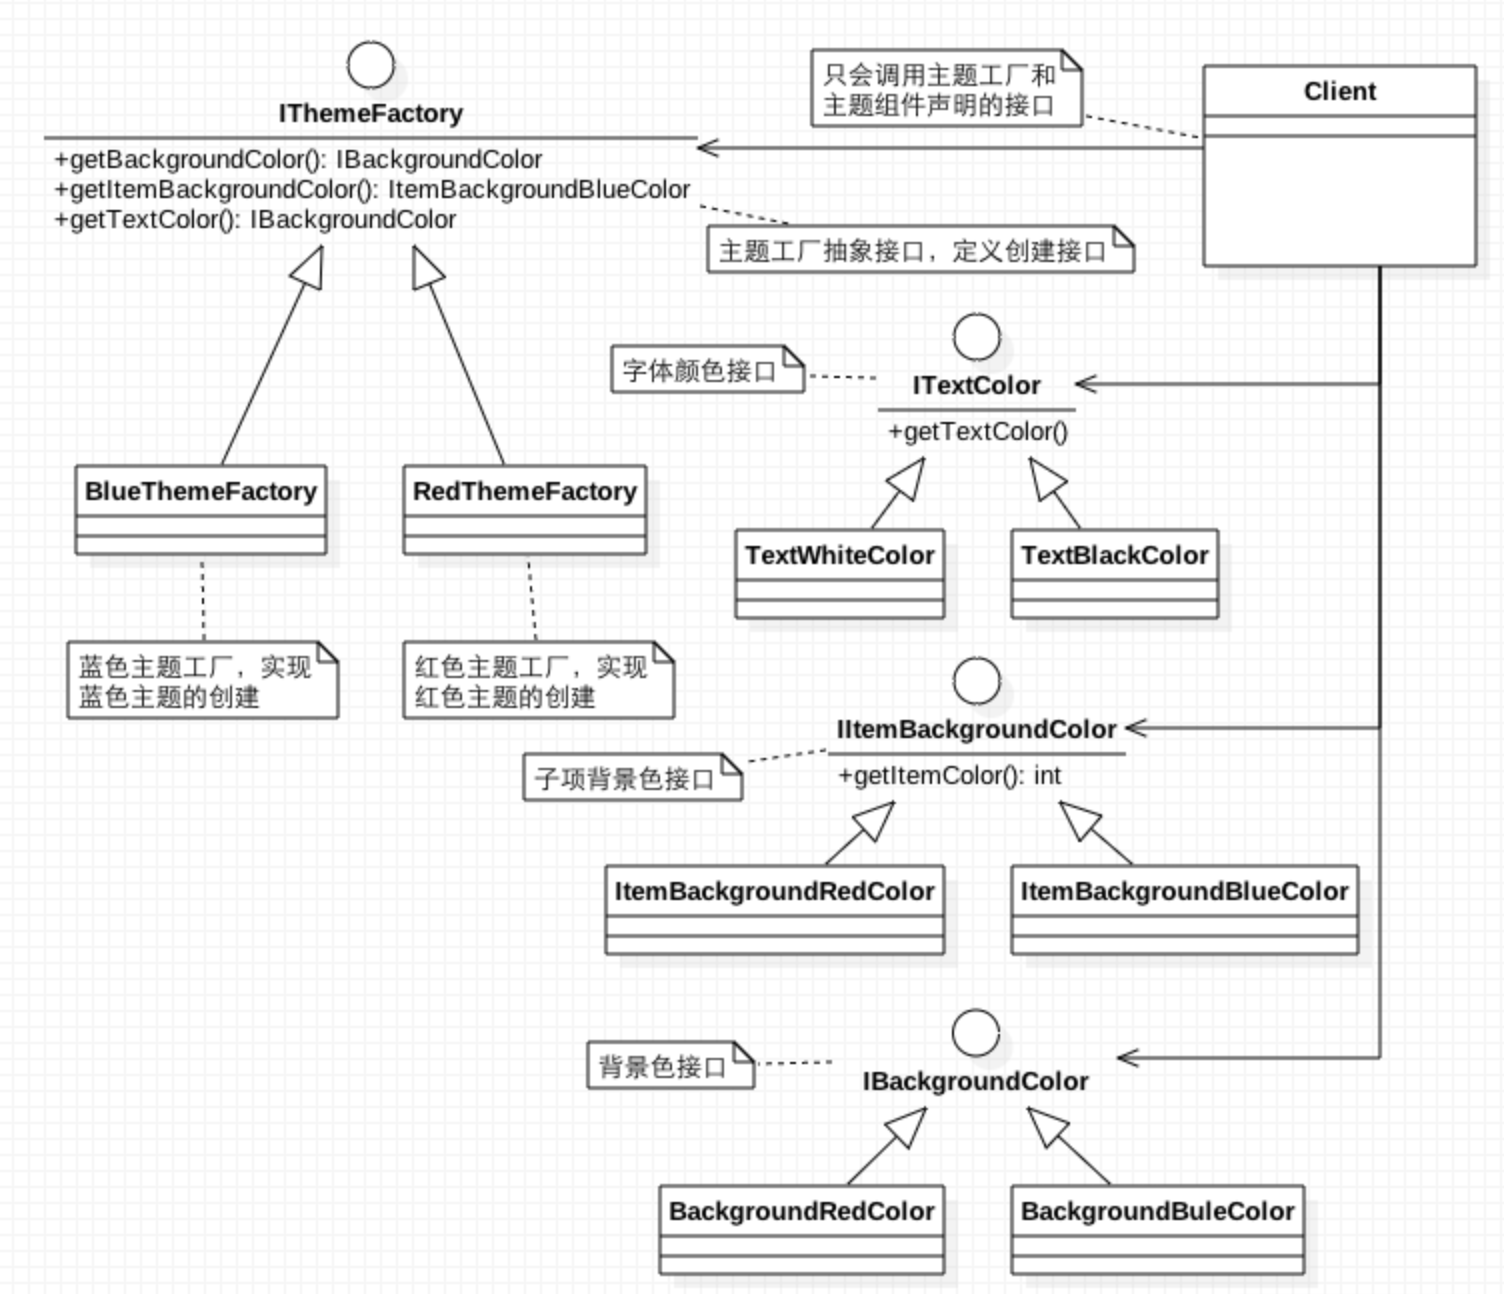 IThemeFactory
+getBackgroundColor(): IBackgroundColor
+getItemBackgroundColor(): ItemBackgroundBlueColor
+getTextColor(): IBackgroundColor
只会调用主题工厂和
主题组件声明的接口
Client
主题工厂抽象接口，定义创建接口
字体颜色接口
ITextColor
+getTextColor()
BlueThemeFactory
RedThemeFactory
TextWhiteColor
TextBlackColor
蓝色主题工厂，实现
蓝色主题的创建
红色主题工厂，实现
红色主题的创建
IItemBackgroundColor
+getItemColor(): int
子项背景色接口
ItemBackgroundRedColor
ItemBackgroundBlueColor
背景色接口
IBackgroundColor
BackgroundRedColor
BackgroundBuleColor